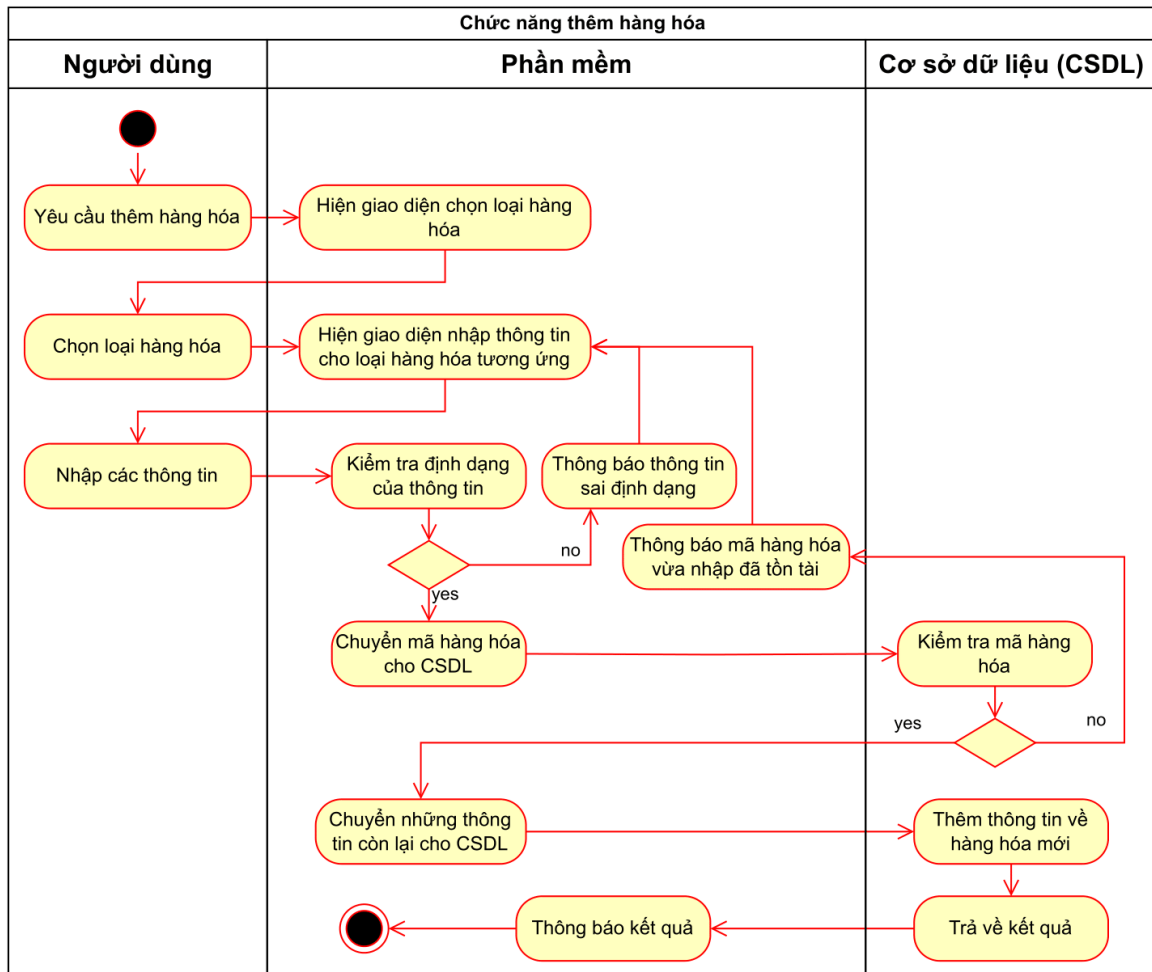 Chức năng thêm hàng hóa
Người dùng
Phần mềm
Cơ sở dữ liệu (CSDL)
Yêu cầu thêm hàng hóa
Hiện giao diện chọn loại hàng
hóa
Chọn loại hàng hóa
Hiện giao diện nhập thông tin
cho loại hàng hóa tương ứng
Nhập các thông tin
Kiểm tra định dạng
của thông tin
Thông báo thông tin
sai định dạng
no
Thông báo mã hàng hóa
vừa nhập đã tồn tài
yes
Chuyển mã hàng hóa
cho CSDL
Kiểm tra mã hàng
hóa
yes
no
Chuyển những thông
tin còn lại cho CSDL
Thêm thông tin về
hàng hóa mới
Thông báo kết quả
Trả về kết quả